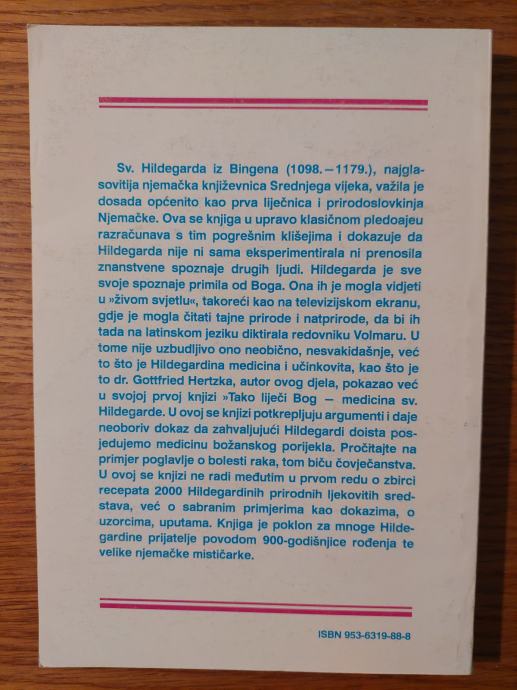 Sv. Hildegarda iz Bingena (1098.—1179.), najgla-
sovitija njemačka književnica Srednjega vijeka, važila je
dosada općenito kao prva liječnica i prirodoslovkinja
Njemačke. Ova se knjiga u upravo klasičnom pledoajeu
razračunava s tim pogrešnim klišejima i dokazuje da
Hildegarda nije ni sama eksperimentirala ni prenosila
znanstvene spoznaje drugih ljudi. Hildegarda je sve
svoje spoznaje primila od Boga. Ona ih je mogla vidjeti
u »živom svjetlu«, takoreći kao na televizijskom ekranu,
gdje je mogla čitati tajne prirode i natprirode, da bi ih
tada na latinskom jeziku diktirala redovniku Volmaru. U
tome nije uzbudljivo ono neobično, nesvakidašnje, već
to što je Hildegardina medicina i učinkovita, kao što je
to dr. Gottfried Hertzka, autor ovog djela, pokazao već
u svojoj prvoj knjizi »Tako liječi Bog — medicina sv.
Hildegarde. U ovoj se knjizi potkrepljuju argumenti i daje
neoboriv dokaz da zahvaljujući Hildegardi doista pos-
jedujemo medicinu božanskog porijekla. Pročitajte na
primjer poglavlje o bolesti raka, tom biču čovječanstva.
U ovoj se knjizi ne radi međutim u prvom redu o zbirci
recepata 2000 Hildegardinih prirodnih ljekovitih sred-
stava, već o sabranim primjerima kao dokazima, o
uzorcima, uputama. Knjiga je poklon za mnoge Hilde-
gardine prijatelje povodom 900-godišnjice rođenja te
velike njemačke mističarke.
ISBN 953-6319-88-8